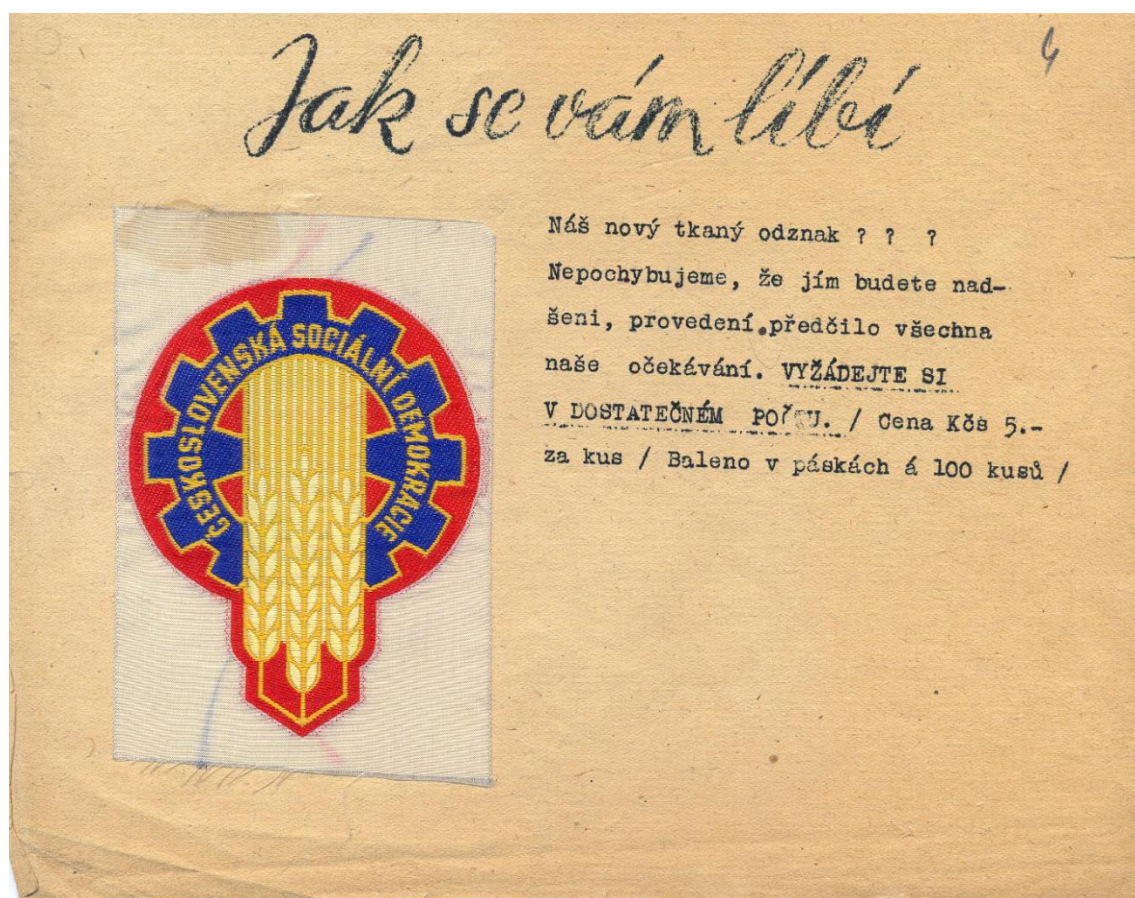 4
Jak se vám líbí
Náš nový tkaný odznak ? ? ?
Nepochybujeme, že jím budete nad-
šeni, provedení předčilo všechna
naše očekávání. VYŽÁDEJTE SI
V DOSTATEČNÉM POČTU. / Cena Kčs 5.-
za kus / Baleno v páskách á 100 kusů /
ČESKOSLOVENSKÁ SOCIÁLNÍ DEMOKRACIE